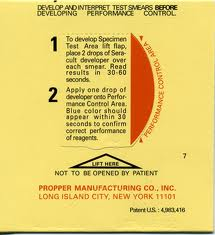 DEVELOP AND INTERPRET TEST SMEARS BEFORE
DEVELOPING PERFORMANCE CONTROL.
1 To develop Specimen
Test Area lift flap,
place 2 drops of Sera-
cult developer over
each smear. Read
results in 30-60
seconds.
2 Apply one drop of
developer onto Perfor-
mance Control Area.
Blue color should
appear within 30
seconds to confirm
correct performance
of reagents.
PERFORMANCE CONTROL AREA
LIFT HERE
NOT TO BE OPENED BY PATIENT
7
PROPPER MANUFACTURING CO., INC.
LONG ISLAND CITY, NEW YORK 11101
Patent U.S.: 4,983,416